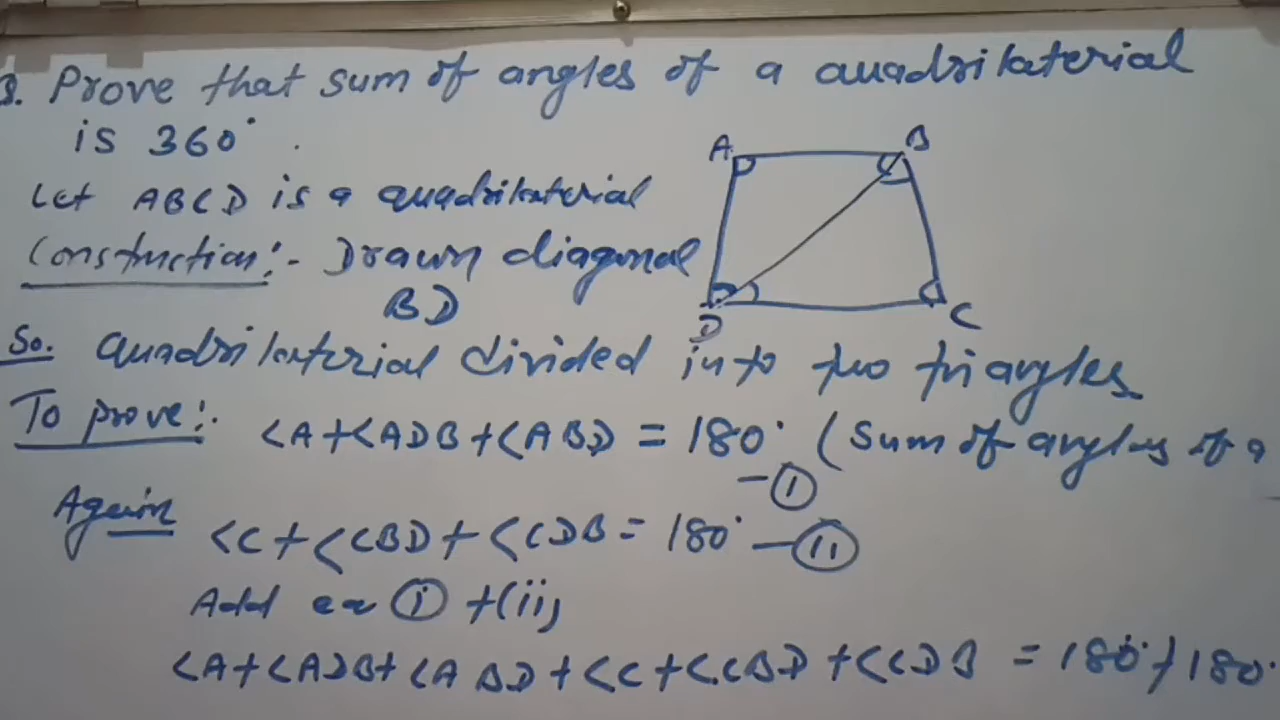 Q. Prove that sum of angles of a quadrilaterial
is 360° .
Let ABCD is a quadrilaterial
Construction:- Drawn diagonal
BD
A
B
D
C
So. quadrilaterial divided into two triangles
To prove:. <A+<ADB+<ABD = 180° (Sum of angles of a
—(i)
Again <C+<CBD+<CDB = 180° —(ii)
Add eq (i) +(ii)
<A+<ADB+<ABD+<C+<CBD+<CDB = 180°+180°